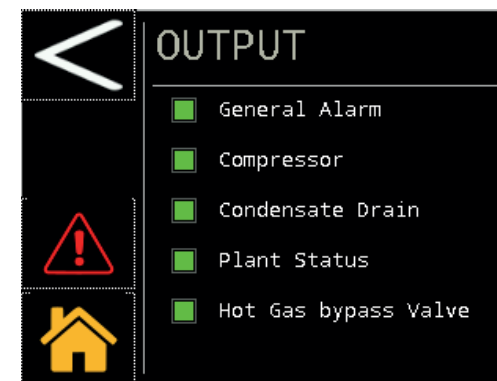 OUTPUT
General Alarm
Compressor
Condensate Drain
Plant Status
Hot Gas bypass Valve